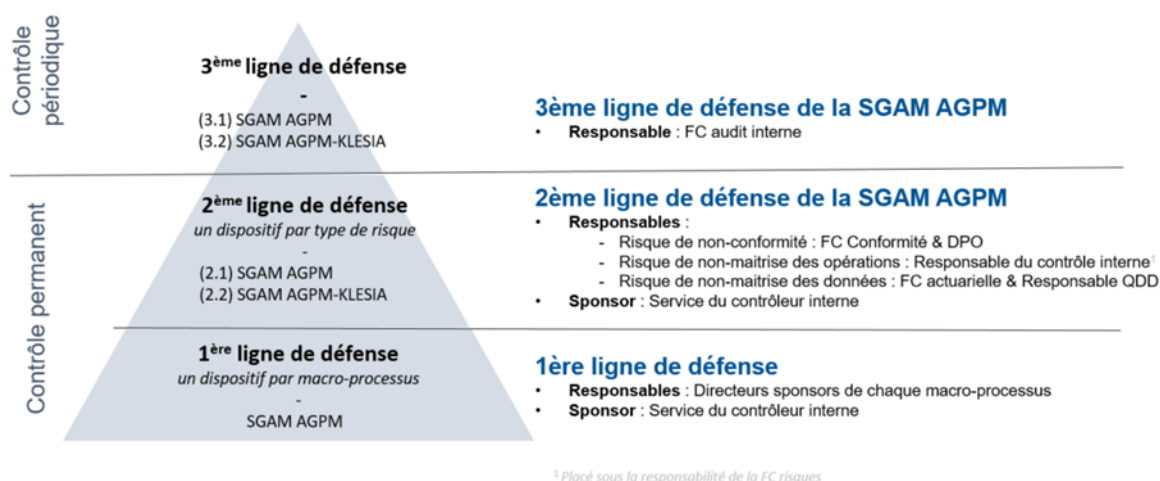 Contrôle périodique
3ème ligne de défense
-
(3.1) SGAM AGPM
(3.2) SGAM AGPM-KLESIA
3ème ligne de défense de la SGAM AGPM
• Responsable : FC audit interne
Contrôle permanent
2ème ligne de défense
un dispositif par type de risque
-
(2.1) SGAM AGPM
(2.2) SGAM AGPM-KLESIA
2ème ligne de défense de la SGAM AGPM
• Responsables :
- Risque de non-conformité : FC Conformité & DPO
- Risque de non-maitrise des opérations : Responsable du contrôle interne¹
- Risque de non-maitrise des données : FC actuarielle & Responsable QDD
• Sponsor : Service du contrôleur interne
1ère ligne de défense
un dispositif par macro-processus
-
SGAM AGPM
1ère ligne de défense
• Responsables : Directeurs sponsors de chaque macro-processus
• Sponsor : Service du contrôleur interne
¹ Placé sous la responsabilité de la FC risques